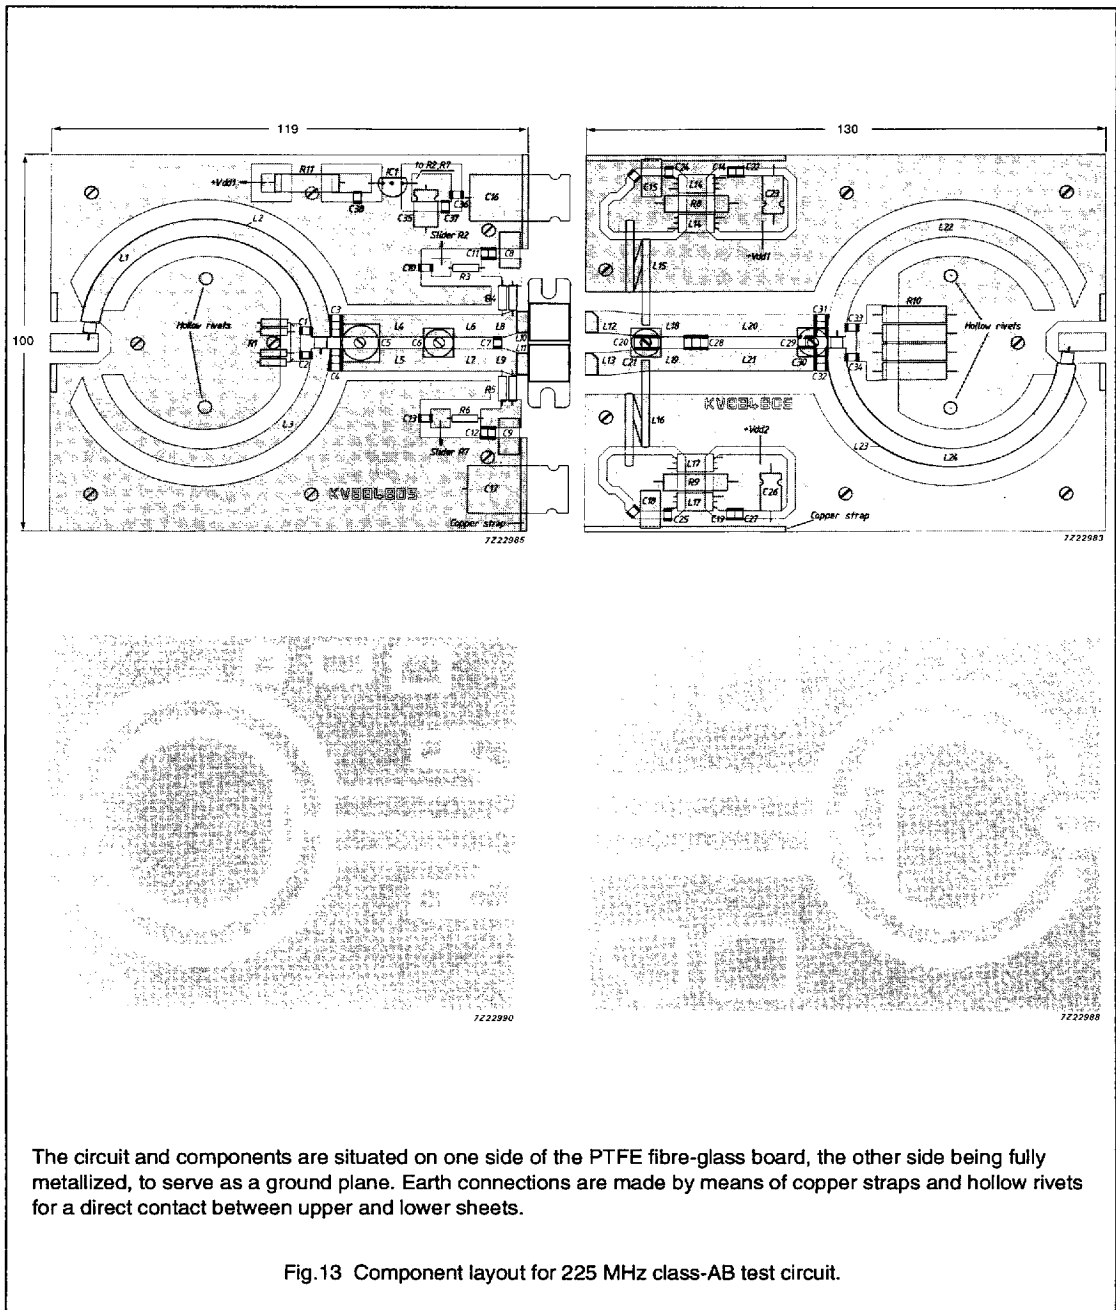 119
130
100
+Vdd1
R11
IC1
to R2,R7
C38
C35
C37
C36
C16
L2
L1
Slider R2
C11
C8
C10
R3
R4
Hollow rivets
C1
C3
R1
C2
C4
C5
L4
L5
C6
L6
L7
C7
L8
L9
L10
L11
L3
R5
C13
R6
C12
C9
Slider R7
C17
Copper strap
7Z22985
C15
C24
C14
C22
L14
R8
L14
C23
+Vdd1
L15
L22
L12
L13
C20
C21
L18
L19
C28
L20
L21
C31
C29
C30
C32
C33
C34
R10
Hollow rivets
L16
+Vdd2
L23
L24
L17
R9
L17
C18
C25
C19
C27
C26
Copper strap
7Z22983
7Z22990
7Z22988
The circuit and components are situated on one side of the PTFE fibre-glass board, the other side being fully
metallized, to serve as a ground plane. Earth connections are made by means of copper straps and hollow rivets
for a direct contact between upper and lower sheets.
Fig.13 Component layout for 225 MHz class-AB test circuit.